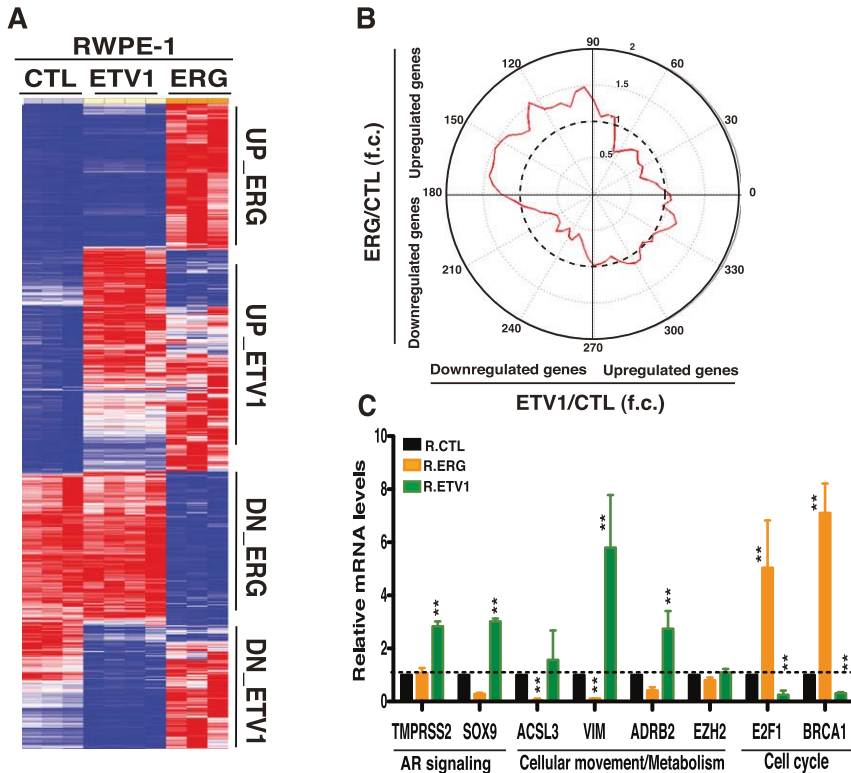 A
RWPE-1
CTL ETV1 ERG
UP_ERG
UP_ETV1
DN_ERG
DN_ETV1
B
90
2
120
60
1.5
150
1
30
0.5
180
0
210
330
240
300
270
ERG/CTL (f.c.)
Upregulated genes
Downregulated genes
Downregulated genes Upregulated genes
ETV1/CTL (f.c.)
C
Relative mRNA levels
10
8
6
4
2
0
R.CTL
R.ERG
R.ETV1
**
**
**
**
**
**
**
**
**
**
TMPRSS2 SOX9 ACSL3 VIM ADRB2 EZH2 E2F1 BRCA1
AR signaling Cellular movement/Metabolism Cell cycle